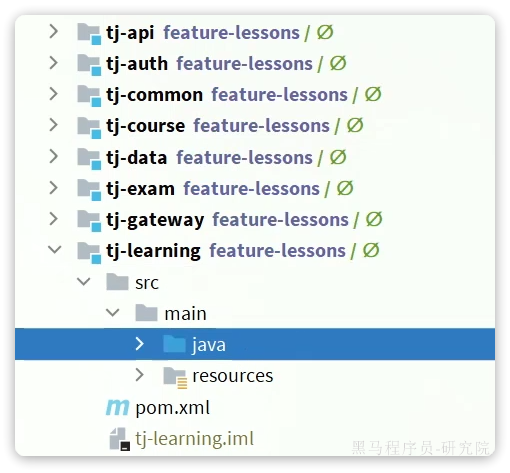 tj-api feature-lessons / Ø
tj-auth feature-lessons / Ø
tj-common feature-lessons / Ø
tj-course feature-lessons / Ø
tj-data feature-lessons / Ø
tj-exam feature-lessons / Ø
tj-gateway feature-lessons / Ø
tj-learning feature-lessons / Ø
src
main
java
resources
m pom.xml
tj-learning.iml
黑马程序员-研究院